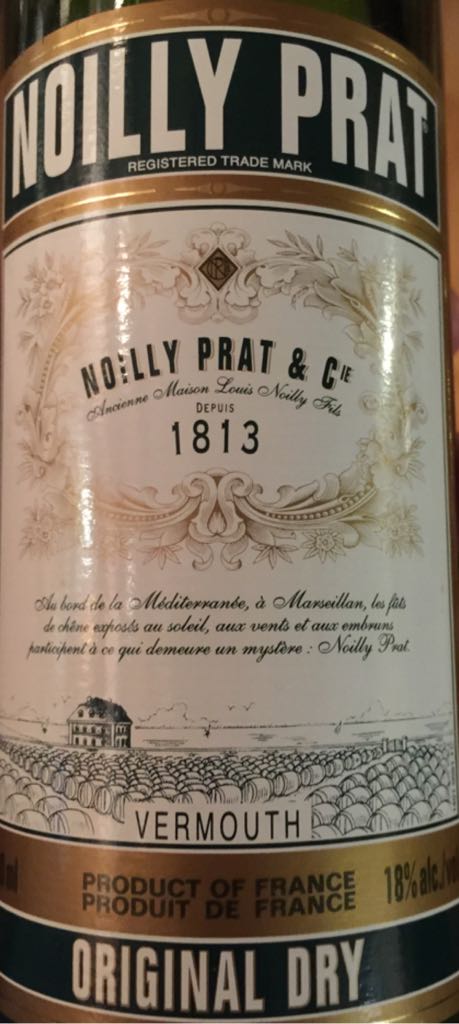 NOILLY PRAT
REGISTERED TRADE MARK
NOILLY PRAT & CIE
Ancienne Maison Louis Noilly Fils
DEPUIS
1813
Au bord de la Méditerranée, à Marseillan, les fûts
de chêne exposés au soleil, aux vents et aux embruns
participent à ce qui demeure un mystère : Noilly Prat.
VERMOUTH
PRODUCT OF FRANCE
PRODUIT DE FRANCE
18% alc./vol
ORIGINAL DRY